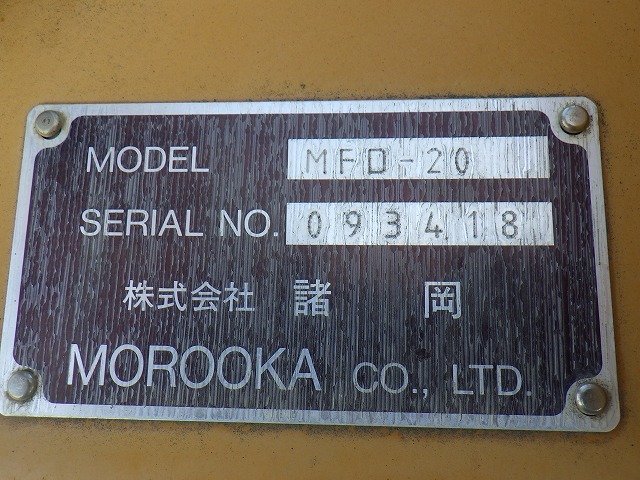 MODEL MFD-20
SERIAL NO. 093418
株式会社 諸 岡
MOROOKA CO., LTD.